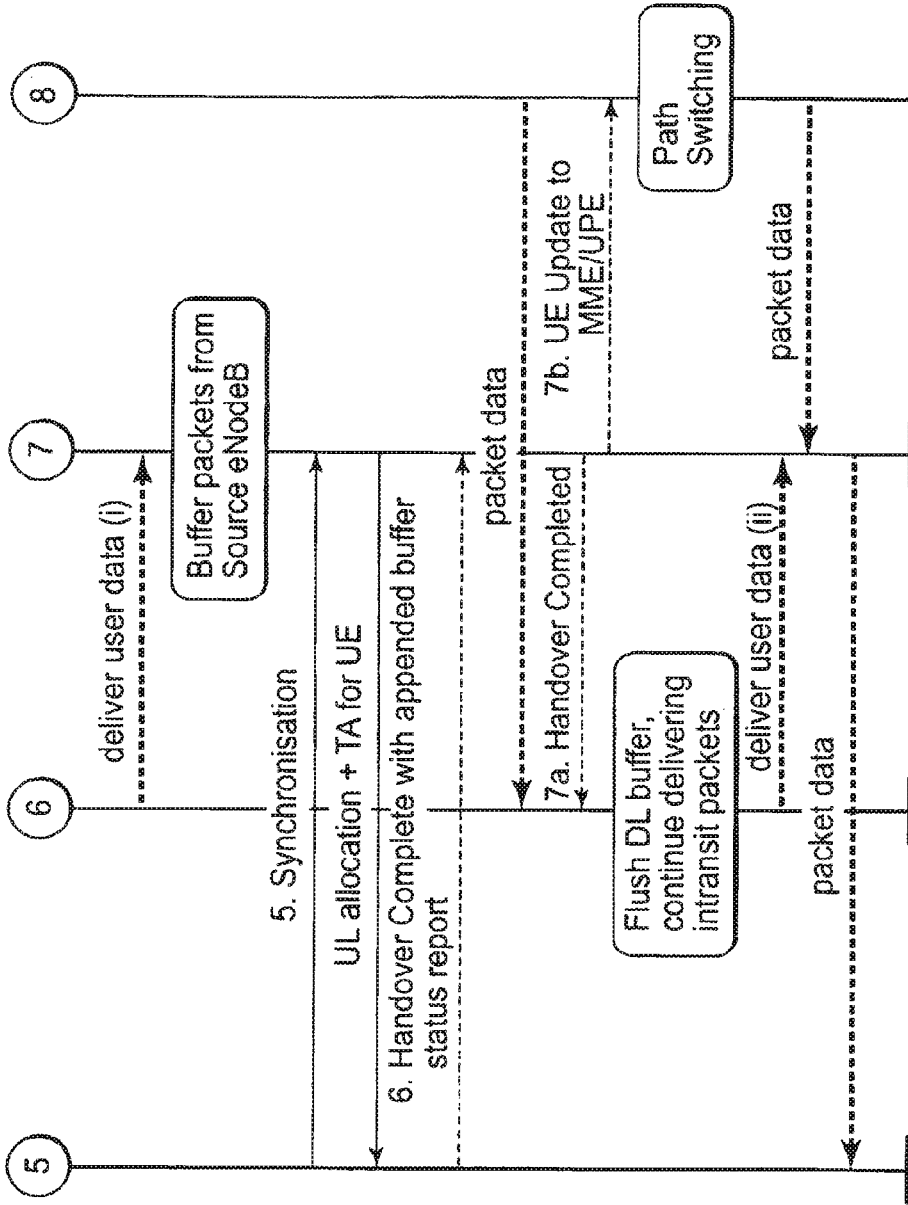 5
6
7
8
deliver user data (i)
Buffer packets from
Source eNodeB
5. Synchronisation
UL allocation + TA for UE
6. Handover Complete with appended buffer
status report
packet data
7a. Handover Completed
7b. UE Update to
MME/UPE
Flush DL buffer,
continue delivering
intransit packets
Path
Switching
deliver user data (ii)
packet data
packet data